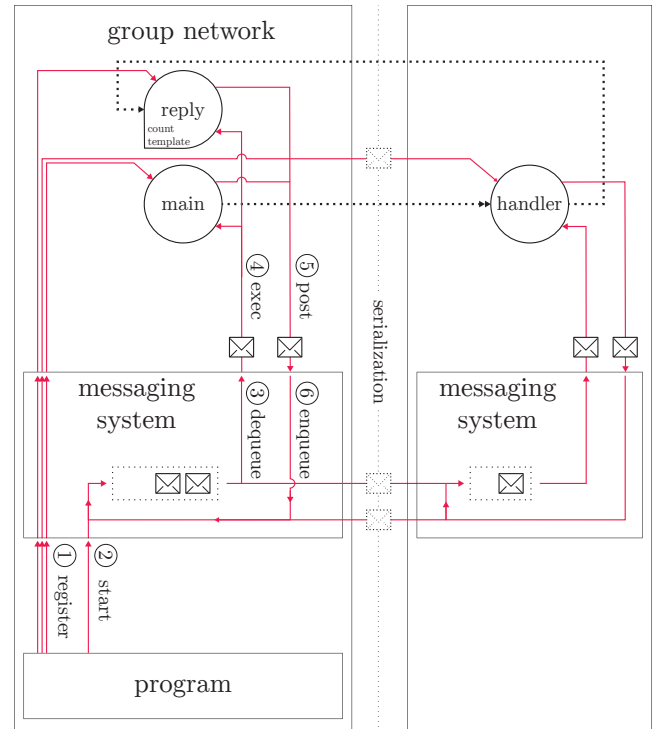 group network
reply
count
template
main
handler
④ exec
⑤ post
serialization
messaging
system
③ dequeue
⑥ enqueue
messaging
system
① register
② start
program